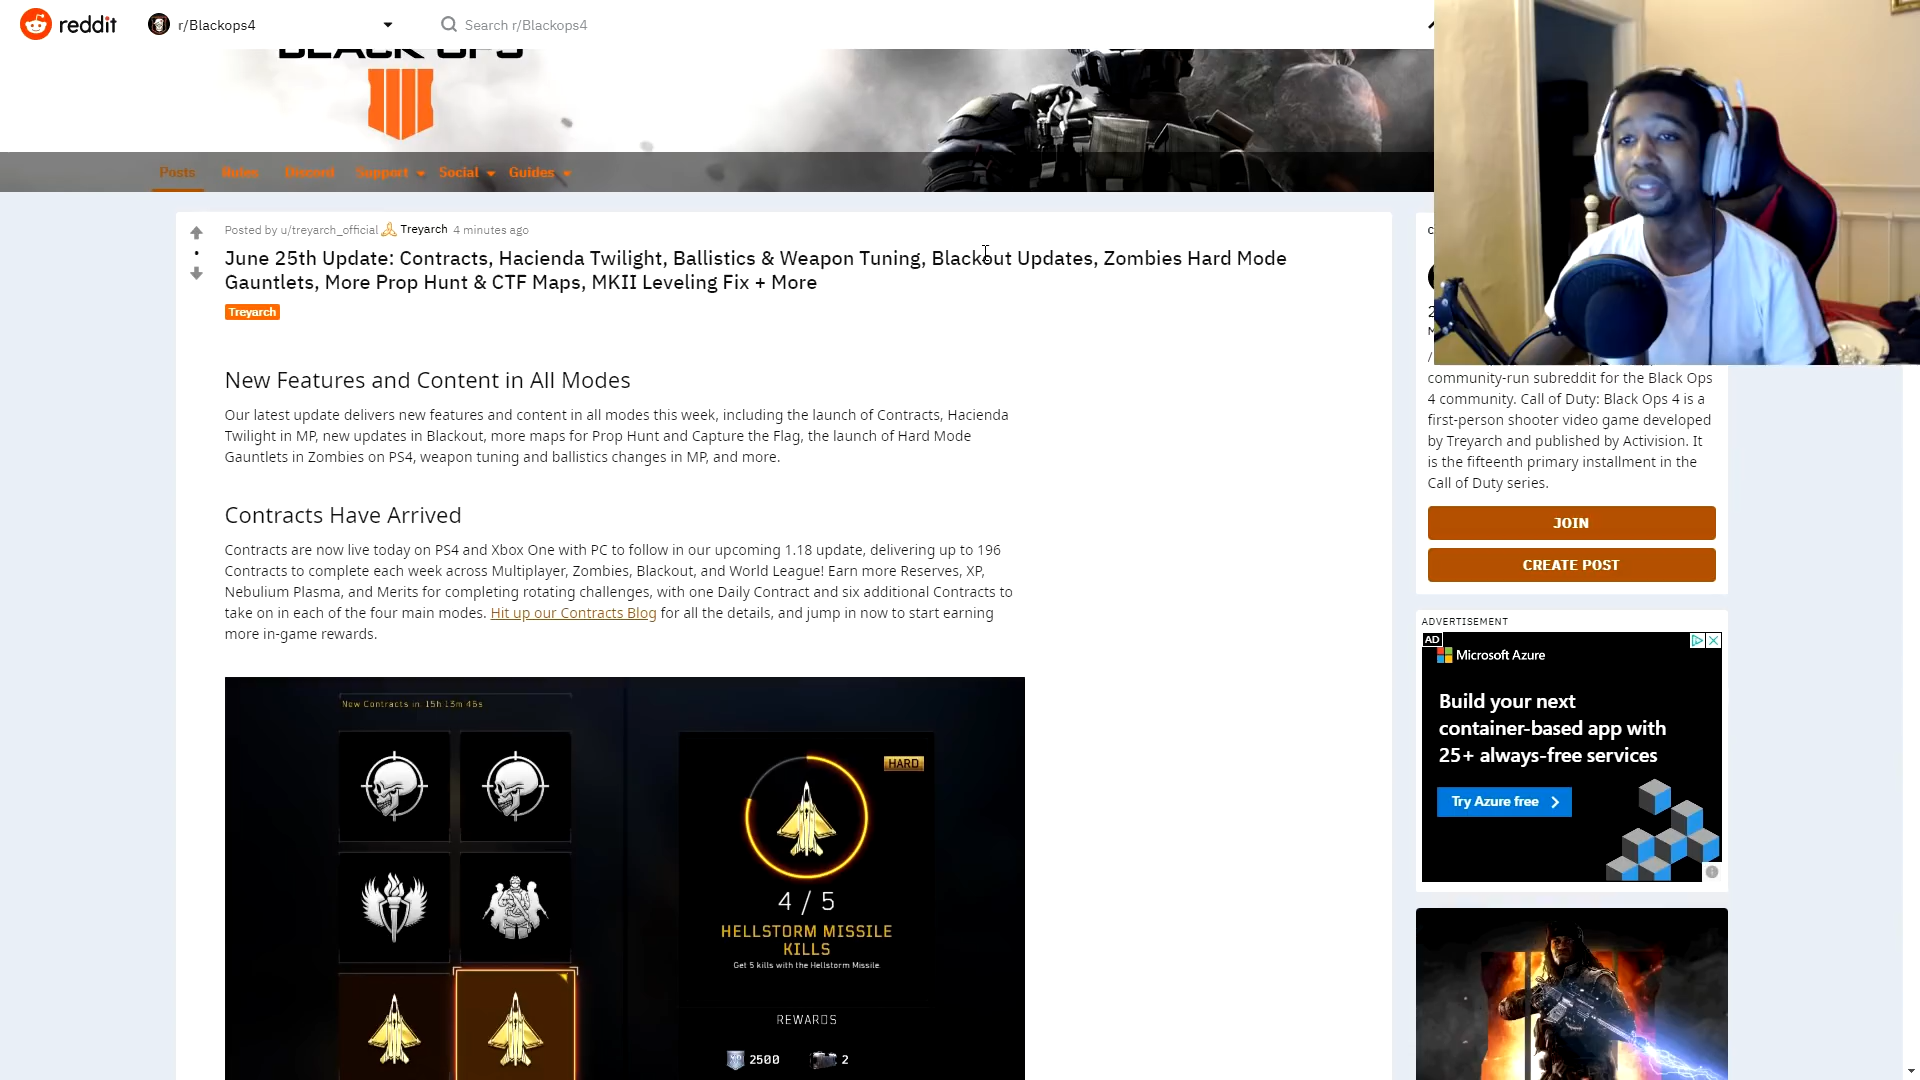 reddit
r/Blackops4
Search r/Blackops4
BLACK OPS
Posts Rules Discord Support Social Guides
Posted by u/treyarch_official Treyarch 4 minutes ago
June 25th Update: Contracts, Hacienda Twilight, Ballistics & Weapon Tuning, Blackout Updates, Zombies Hard Mode
Gauntlets, More Prop Hunt & CTF Maps, MKII Leveling Fix + More
Treyarch
New Features and Content in All Modes
Our latest update delivers new features and content in all modes this week, including the launch of Contracts, Hacienda
Twilight in MP, new updates in Blackout, more maps for Prop Hunt and Capture the Flag, the launch of Hard Mode
Gauntlets in Zombies on PS4, weapon tuning and ballistics changes in MP, and more.
Contracts Have Arrived
Contracts are now live today on PS4 and Xbox One with PC to follow in our upcoming 1.18 update, delivering up to 196
Contracts to complete each week across Multiplayer, Zombies, Blackout, and World League! Earn more Reserves, XP,
Nebulium Plasma, and Merits for completing rotating challenges, with one Daily Contract and six additional Contracts to
take on in each of the four main modes. Hit up our Contracts Blog for all the details, and jump in now to start earning
more in-game rewards.
New Contracts in: 15h 13m 46s
HARD
4 / 5
HELLSTORM MISSILE
KILLS
Get 5 kills with the Hellstorm Missile.
REWARDS
2500 2
community-run subreddit for the Black Ops
4 community. Call of Duty: Black Ops 4 is a
first-person shooter video game developed
by Treyarch and published by Activision. It
is the fifteenth primary installment in the
Call of Duty series.
JOIN
CREATE POST
ADVERTISEMENT
AD
Microsoft Azure
Build your next
container-based app with
25+ always-free services
Try Azure free